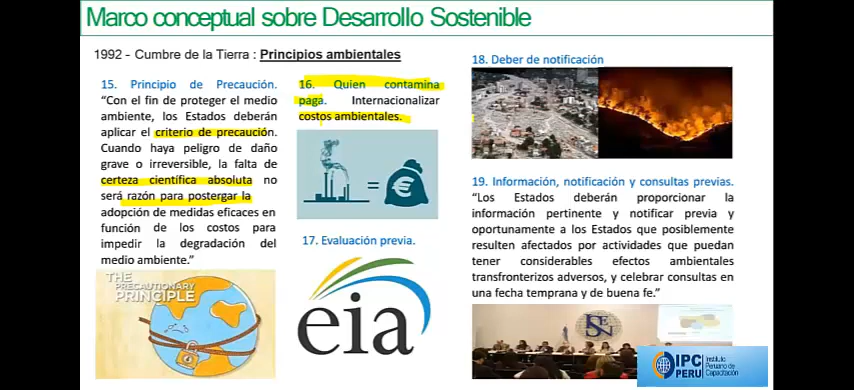 Marco conceptual sobre Desarrollo Sostenible
1992 - Cumbre de la Tierra : Principios ambientales
15. Principio de Precaución.
“Con el fin de proteger el medio
ambiente, los Estados deberán
aplicar el criterio de precaución.
Cuando haya peligro de daño
grave o irreversible, la falta de
certeza científica absoluta no
será razón para postergar la
adopción de medidas eficaces en
función de los costos para
impedir la degradación del
medio ambiente.”
THE
PRECAUTIONARY
PRINCIPLE
16. Quien contamina
paga. Internacionalizar
costos ambientales.
= €
17. Evaluación previa.
eia
18. Deber de notificación
19. Información, notificación y consultas previas.
“Los Estados deberán proporcionar la
información pertinente y notificar previa y
oportunamente a los Estados que posiblemente
resulten afectados por actividades que puedan
tener considerables efectos ambientales
transfronterizos adversos, y celebrar consultas en
una fecha temprana y de buena fe.”
IPC
PERU
Instituto
Peruano de
Capacitación